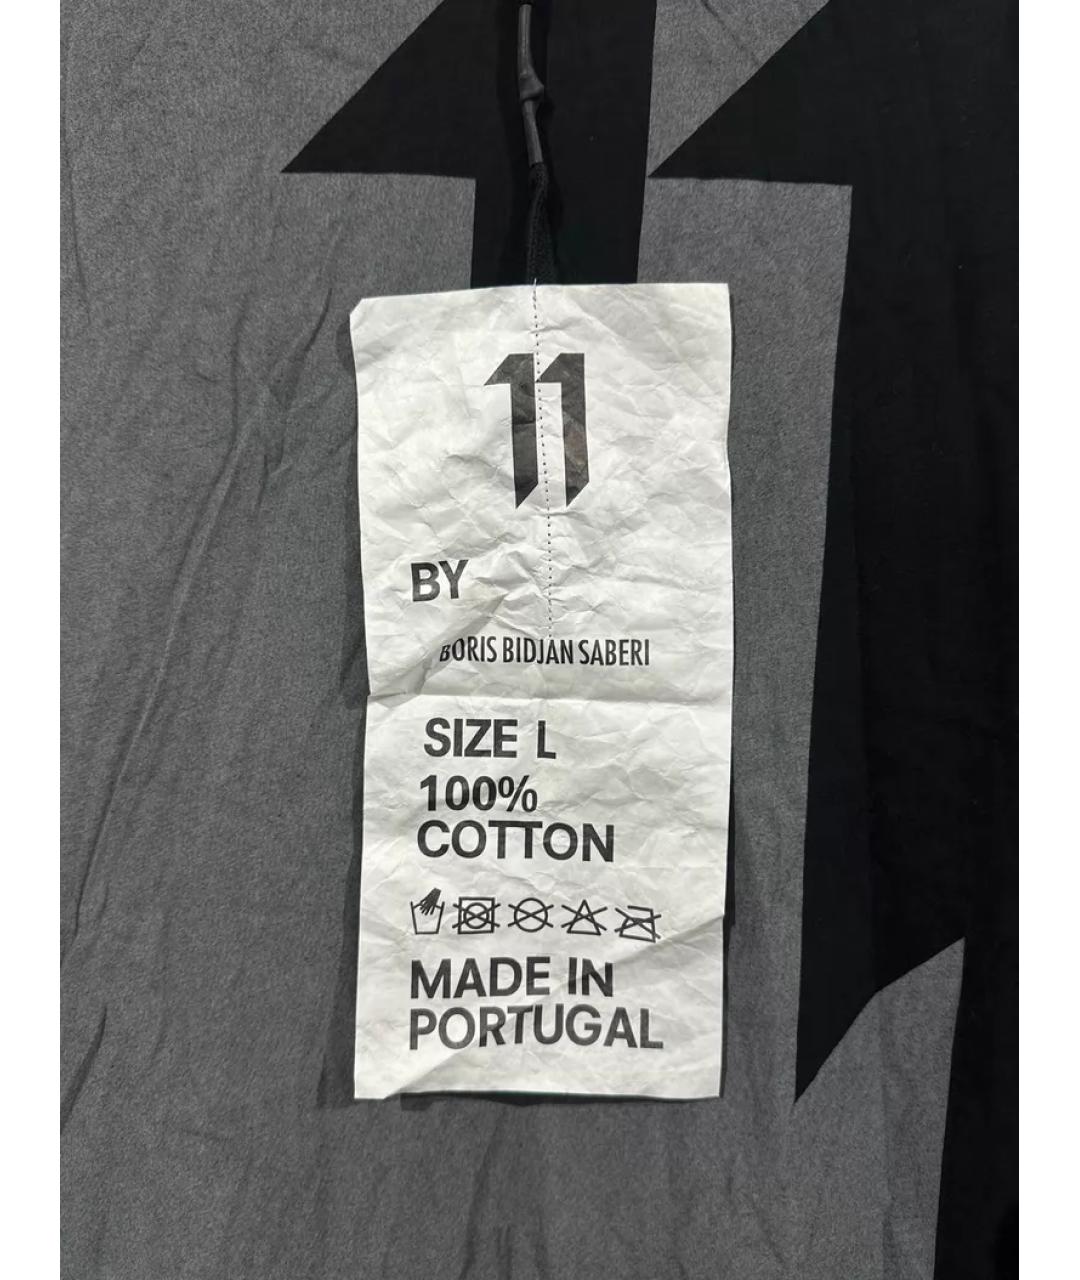 11
BY
BORIS BIDJAN SABERI
SIZE L
100%
COTTON
MADE IN
PORTUGAL